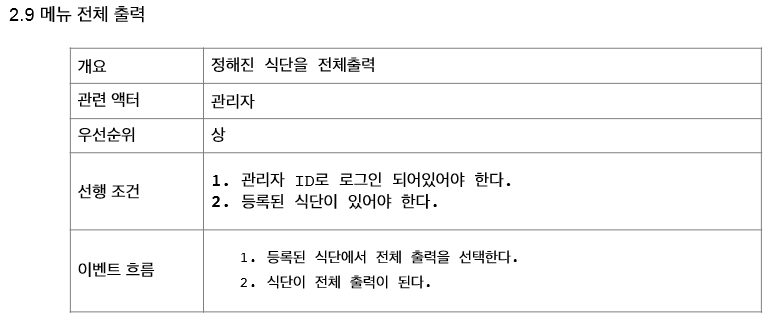 2.9 메뉴 전체 출력
개요 정해진 식단을 전체출력
관련 액터 관리자
우선순위 상
선행 조건
1. 관리자 ID로 로그인 되어있어야 한다.
2. 등록된 식단이 있어야 한다.
이벤트 흐름
1. 등록된 식단에서 전체 출력을 선택한다.
2. 식단이 전체 출력이 된다.